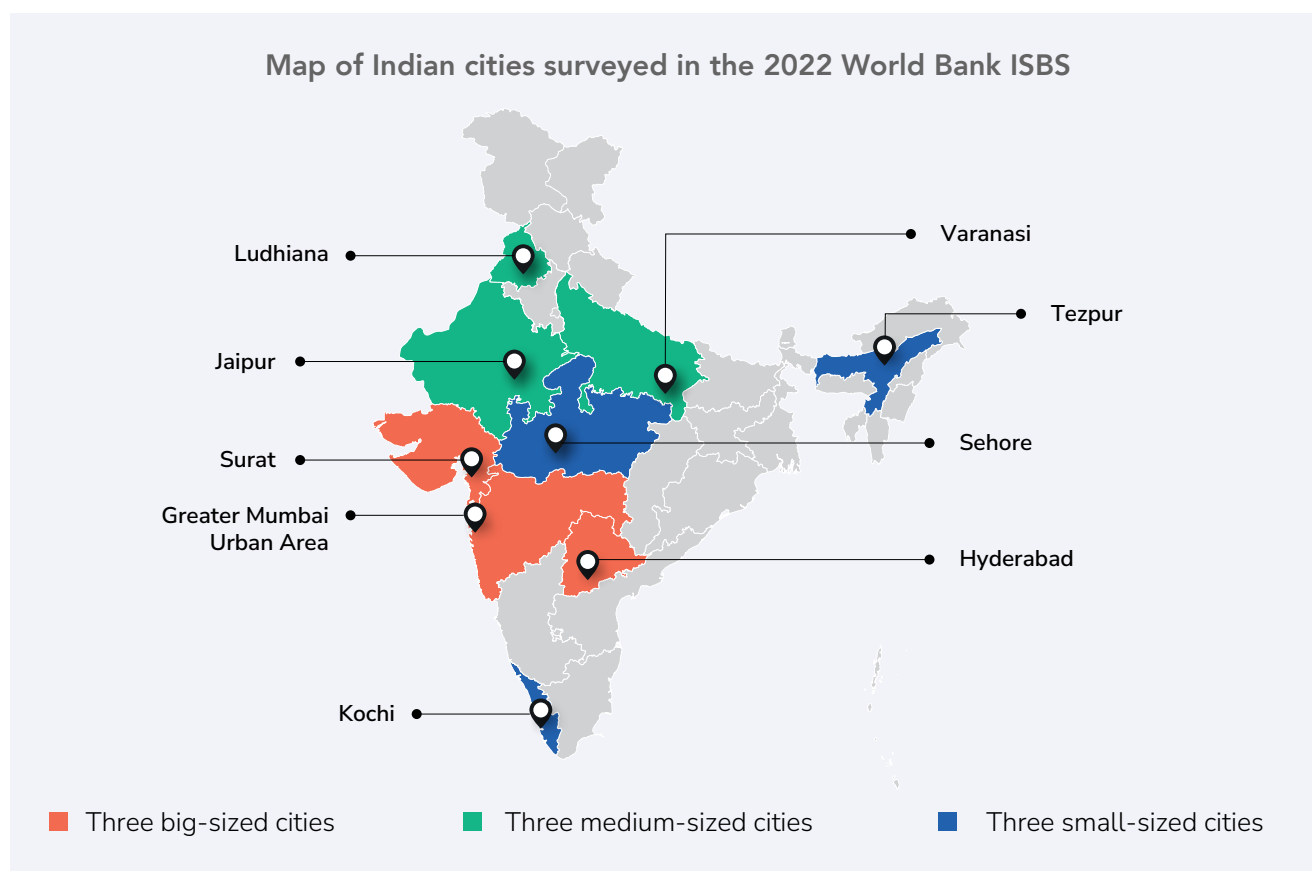 Map of Indian cities surveyed in the 2022 World Bank ISBS
Varanasi
Ludhiana
Tezpur
Jaipur
Sehore
Surat
Greater Mumbai
Urban Area
Hyderabad
Kochi
Three big-sized cities
Three medium-sized cities
Three small-sized cities